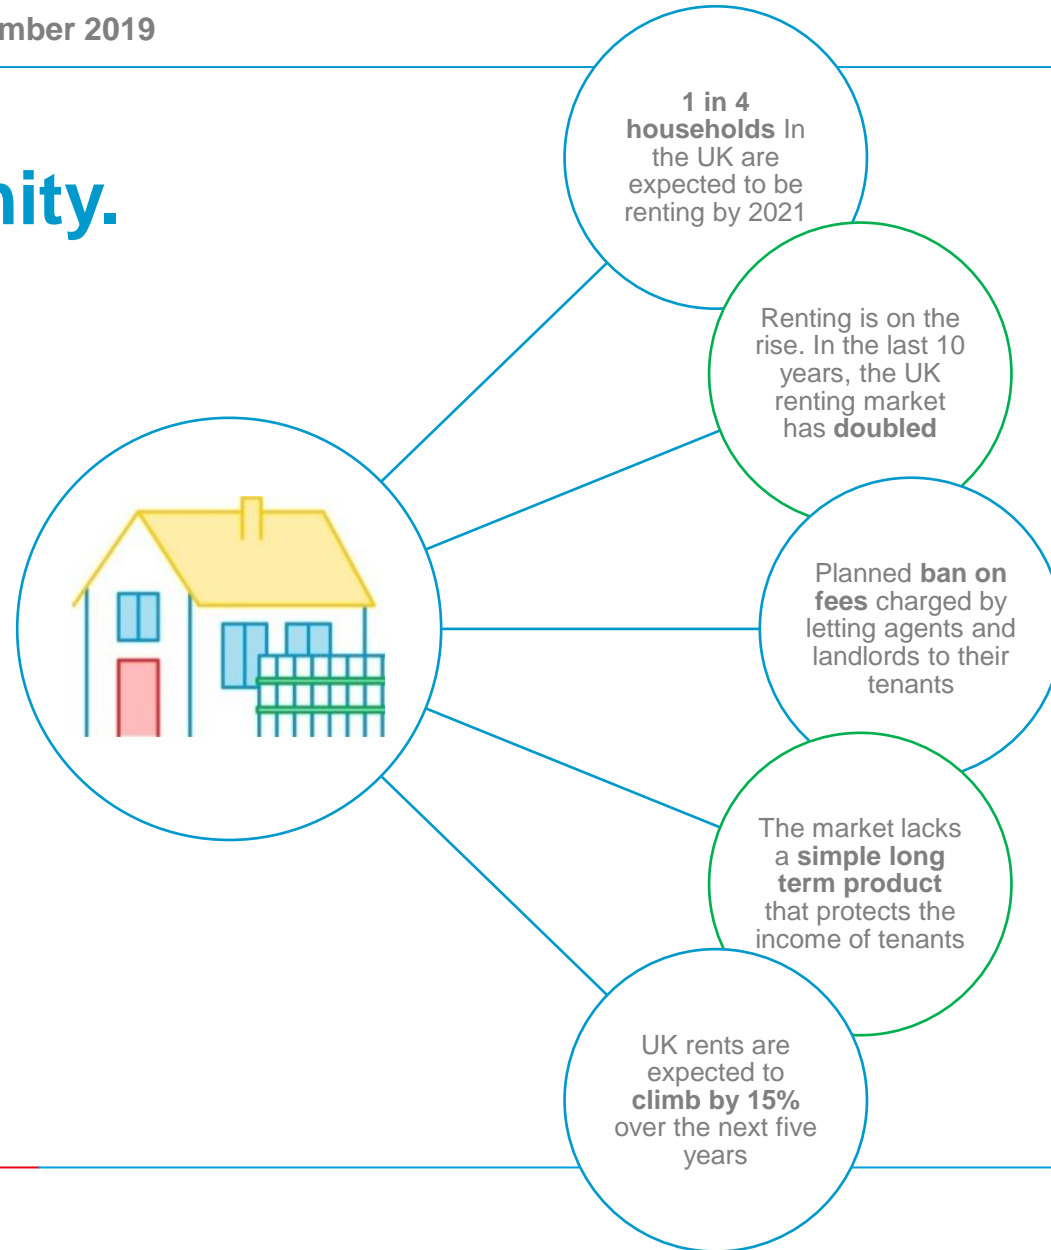 mber 2019
nity.
1 in 4
households In
the UK are
expected to be
renting by 2021
Renting is on the
rise. In the last 10
years, the UK
renting market
has doubled
Planned ban on
fees charged by
letting agents and
landlords to their
tenants
The market lacks
a simple long
term product
that protects the
income of tenants
UK rents are
expected to
climb by 15%
over the next five
years